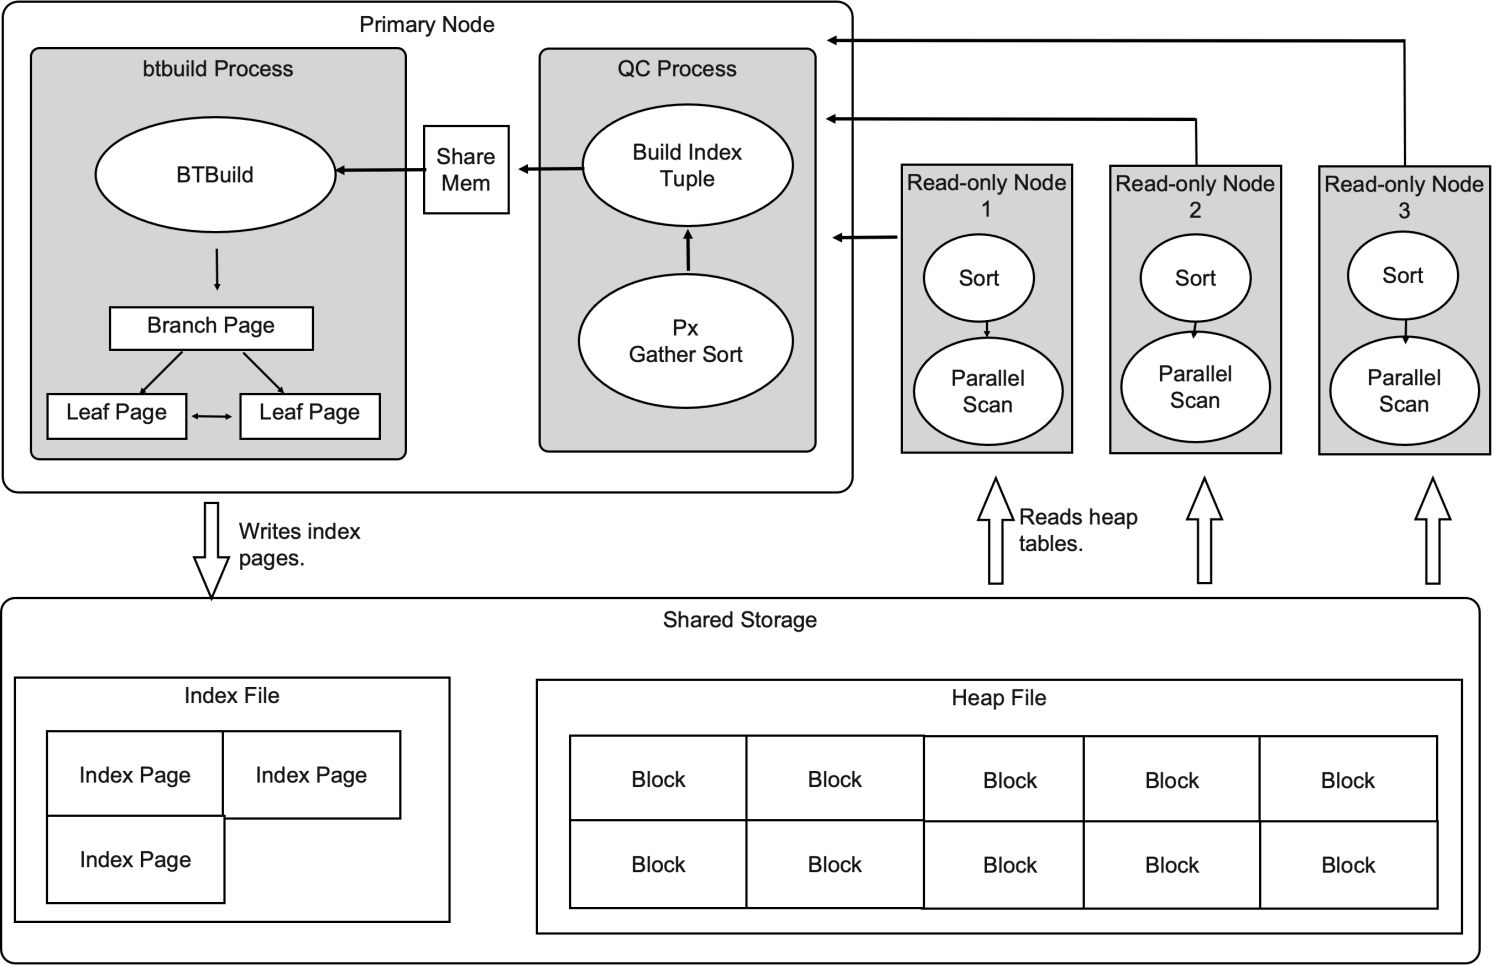 Primary Node
btbuild Process
BTBuild
Branch Page
Leaf Page
Leaf Page
Share
Mem
QC Process
Build Index
Tuple
Px
Gather Sort
Read-only Node
1
Sort
Parallel
Scan
Read-only Node
2
Sort
Parallel
Scan
Read-only Node
3
Sort
Parallel
Scan
Writes index
pages.
Reads heap
tables.
Shared Storage
Index File
Index Page
Index Page
Index Page
Heap File
Block
Block
Block
Block
Block
Block
Block
Block
Block
Block